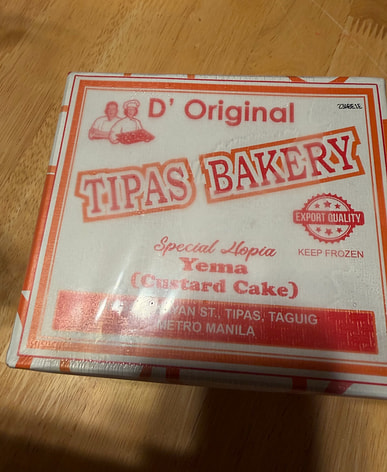 D' Original
TIPAS BAKERY
EXPORT QUALITY
KEEP FROZEN
Special Hopia
Yema
(Custard Cake)
ST., TIPAS, TAGUIG
METRO MANILA